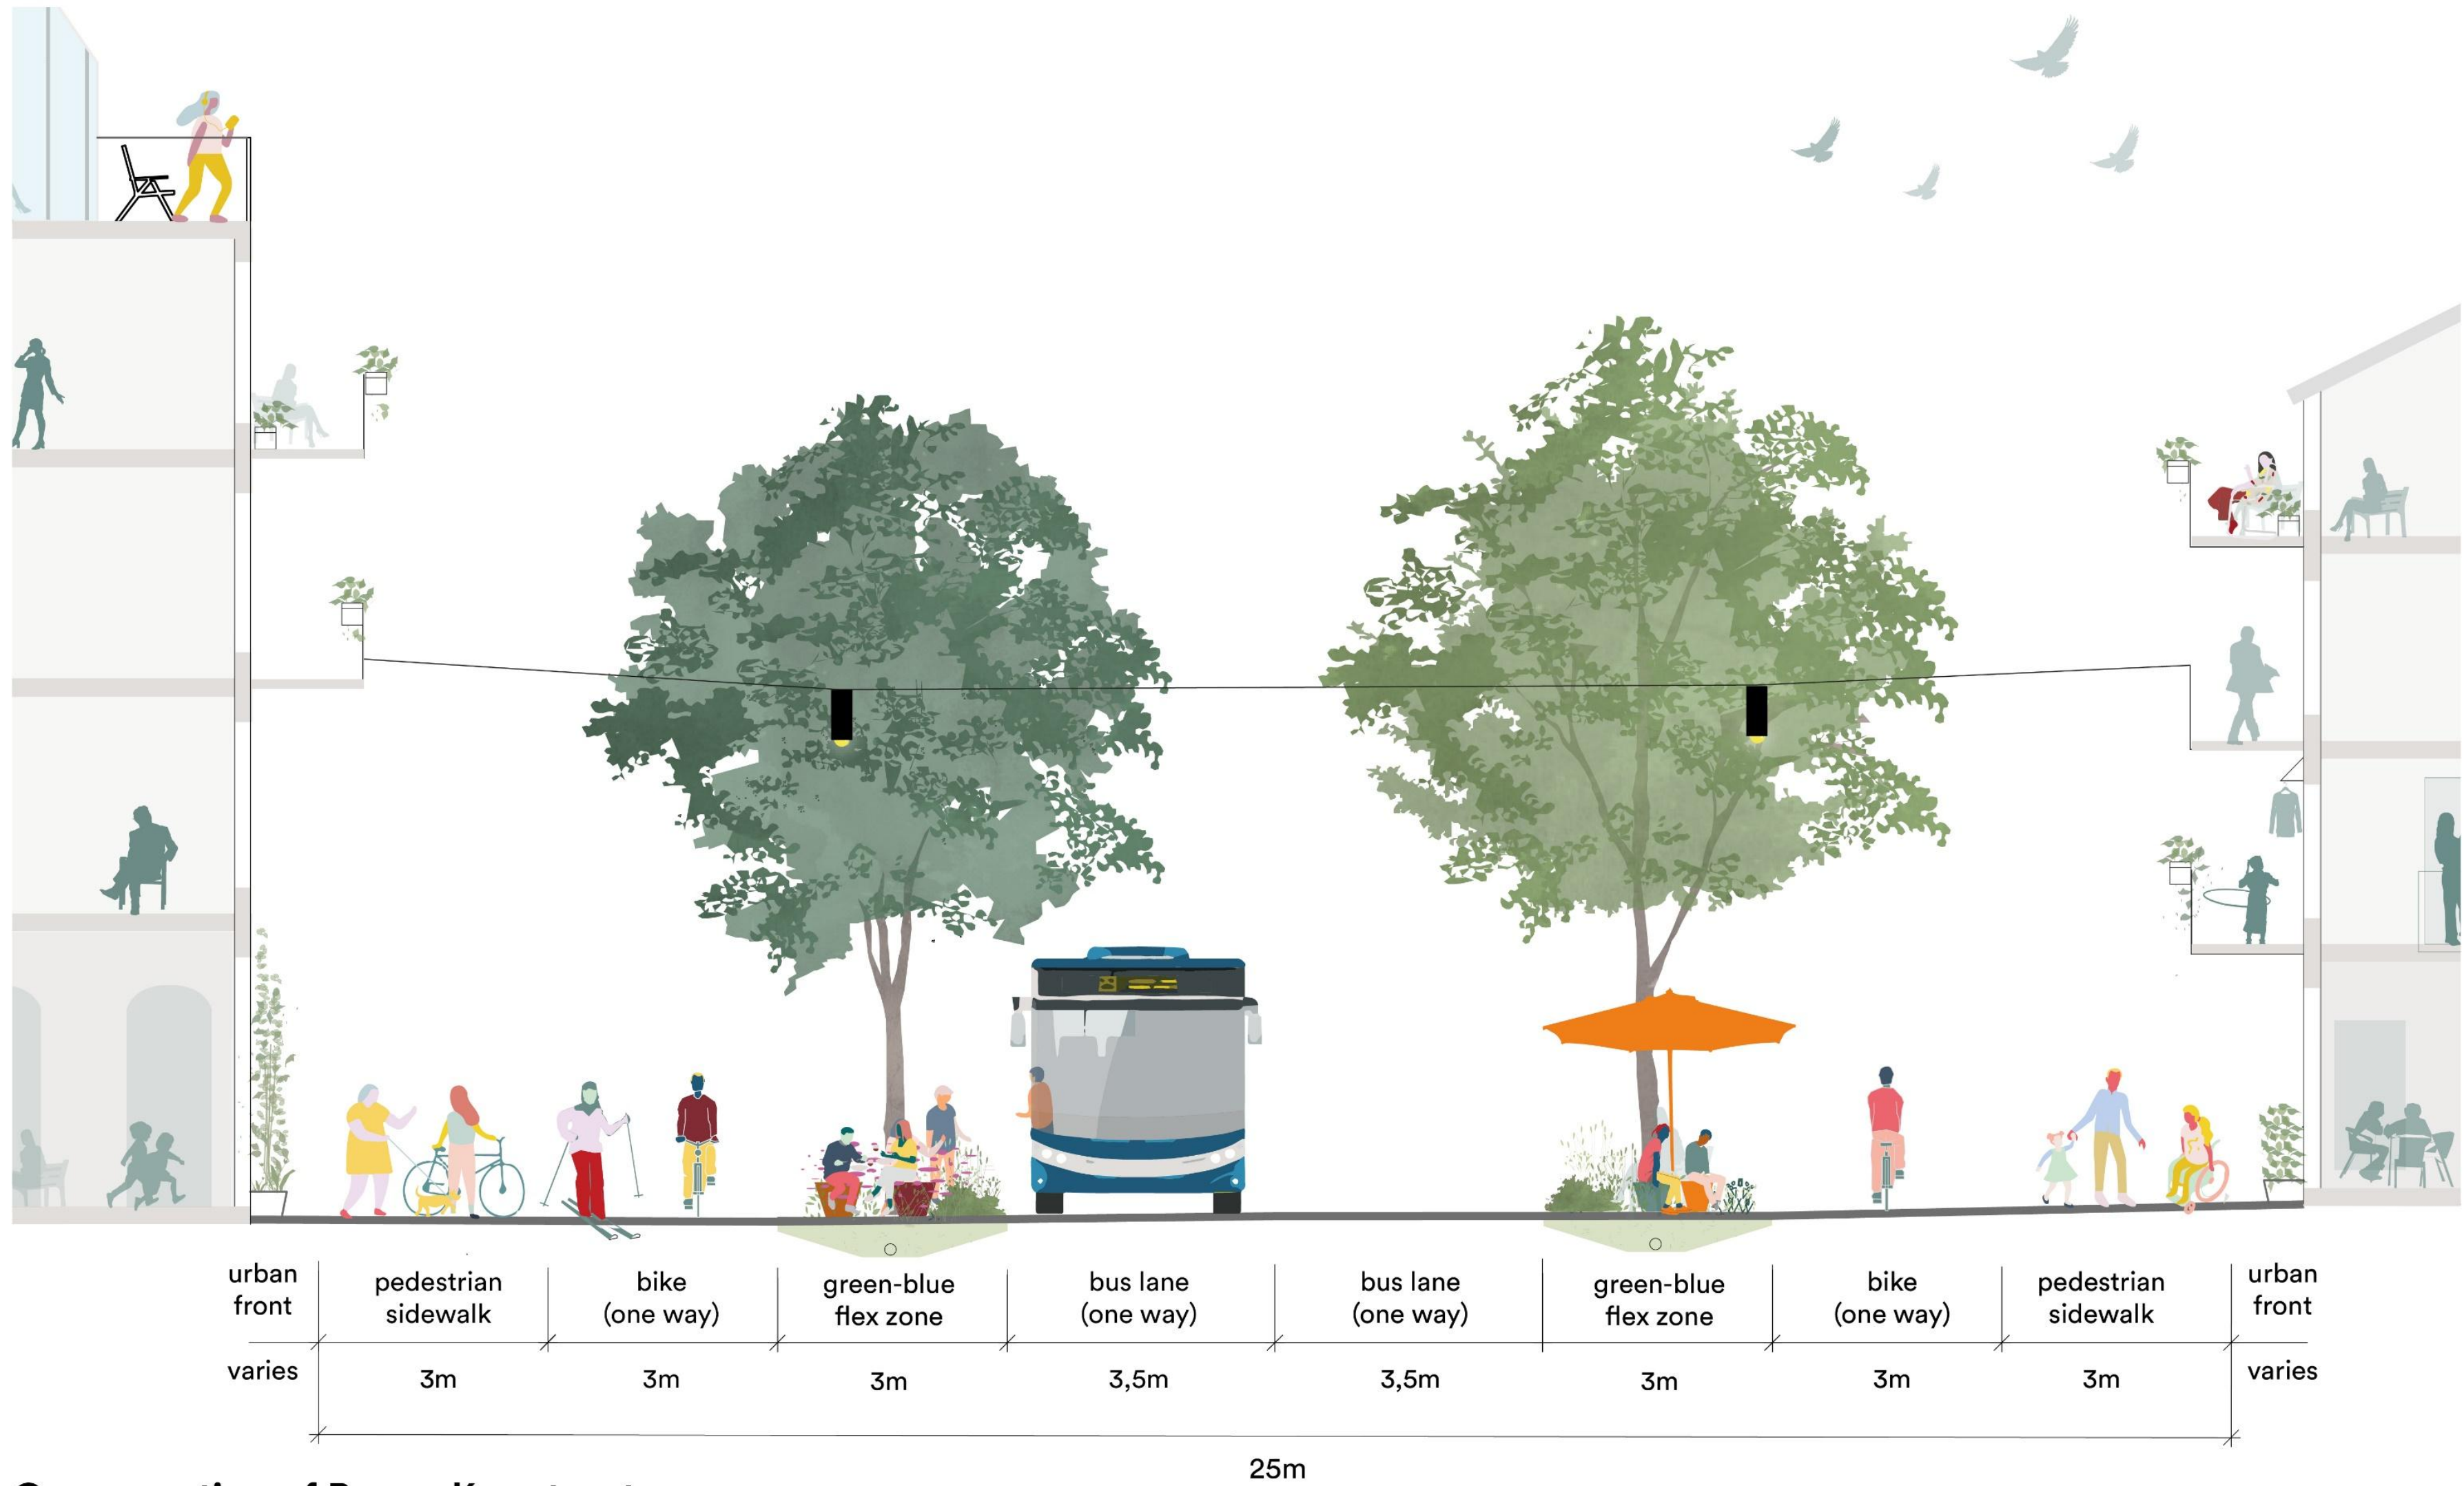 urban
front
pedestrian
sidewalk
bike
(one way)
green-blue
flex zone
bus lane
(one way)
bus lane
(one way)
green-blue
flex zone
bike
(one way)
pedestrian
sidewalk
urban
front
varies
3m
3m
3m
3,5m
3,5m
3m
3m
3m
varies
25m